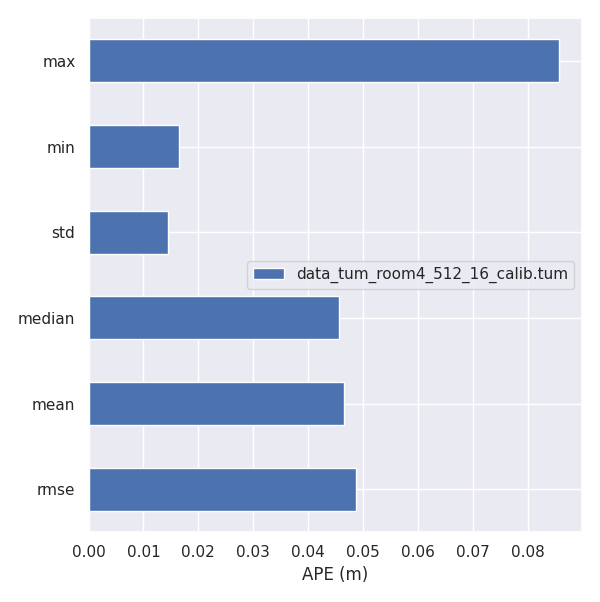 max
min
std
data_tum_room4_512_16_calib.tum
median
mean
rmse
0.00 0.01 0.02 0.03 0.04 0.05 0.06 0.07 0.08
APE (m)